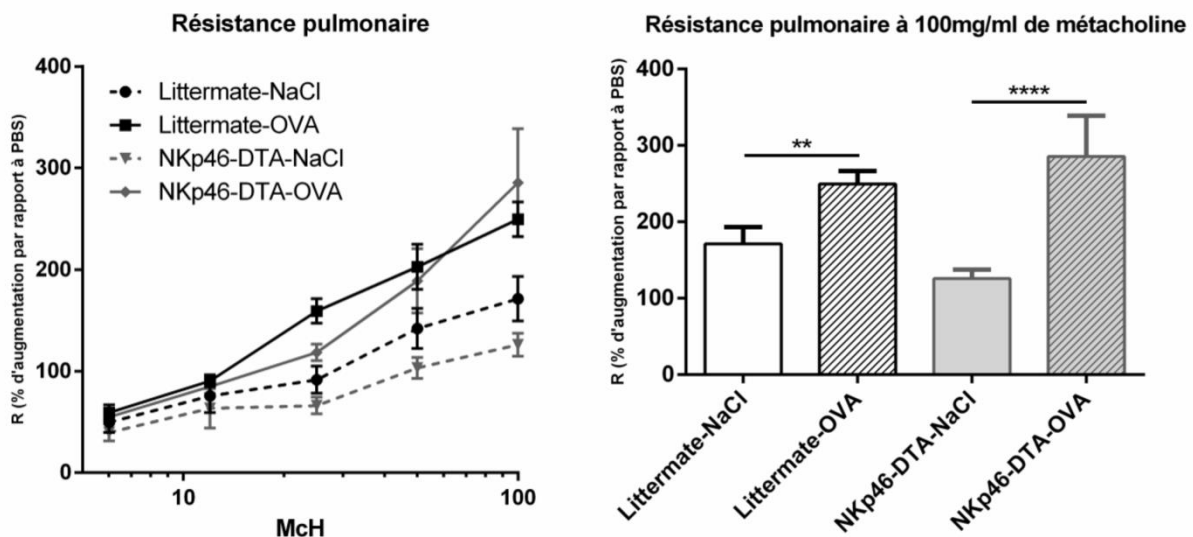 Résistance pulmonaire
R (% d'augmentation par rapport à PBS)
400
300
200
100
0
Littermate-NaCl
Littermate-OVA
NKp46-DTA-NaCl
NKp46-DTA-OVA
10
100
McH
Résistance pulmonaire à 100mg/ml de métacholine
R (% d'augmentation par rapport à PBS)
400
300
200
100
0
**
****
Littermate-NaCl
Littermate-OVA
NKp46-DTA-NaCl
NKp46-DTA-OVA